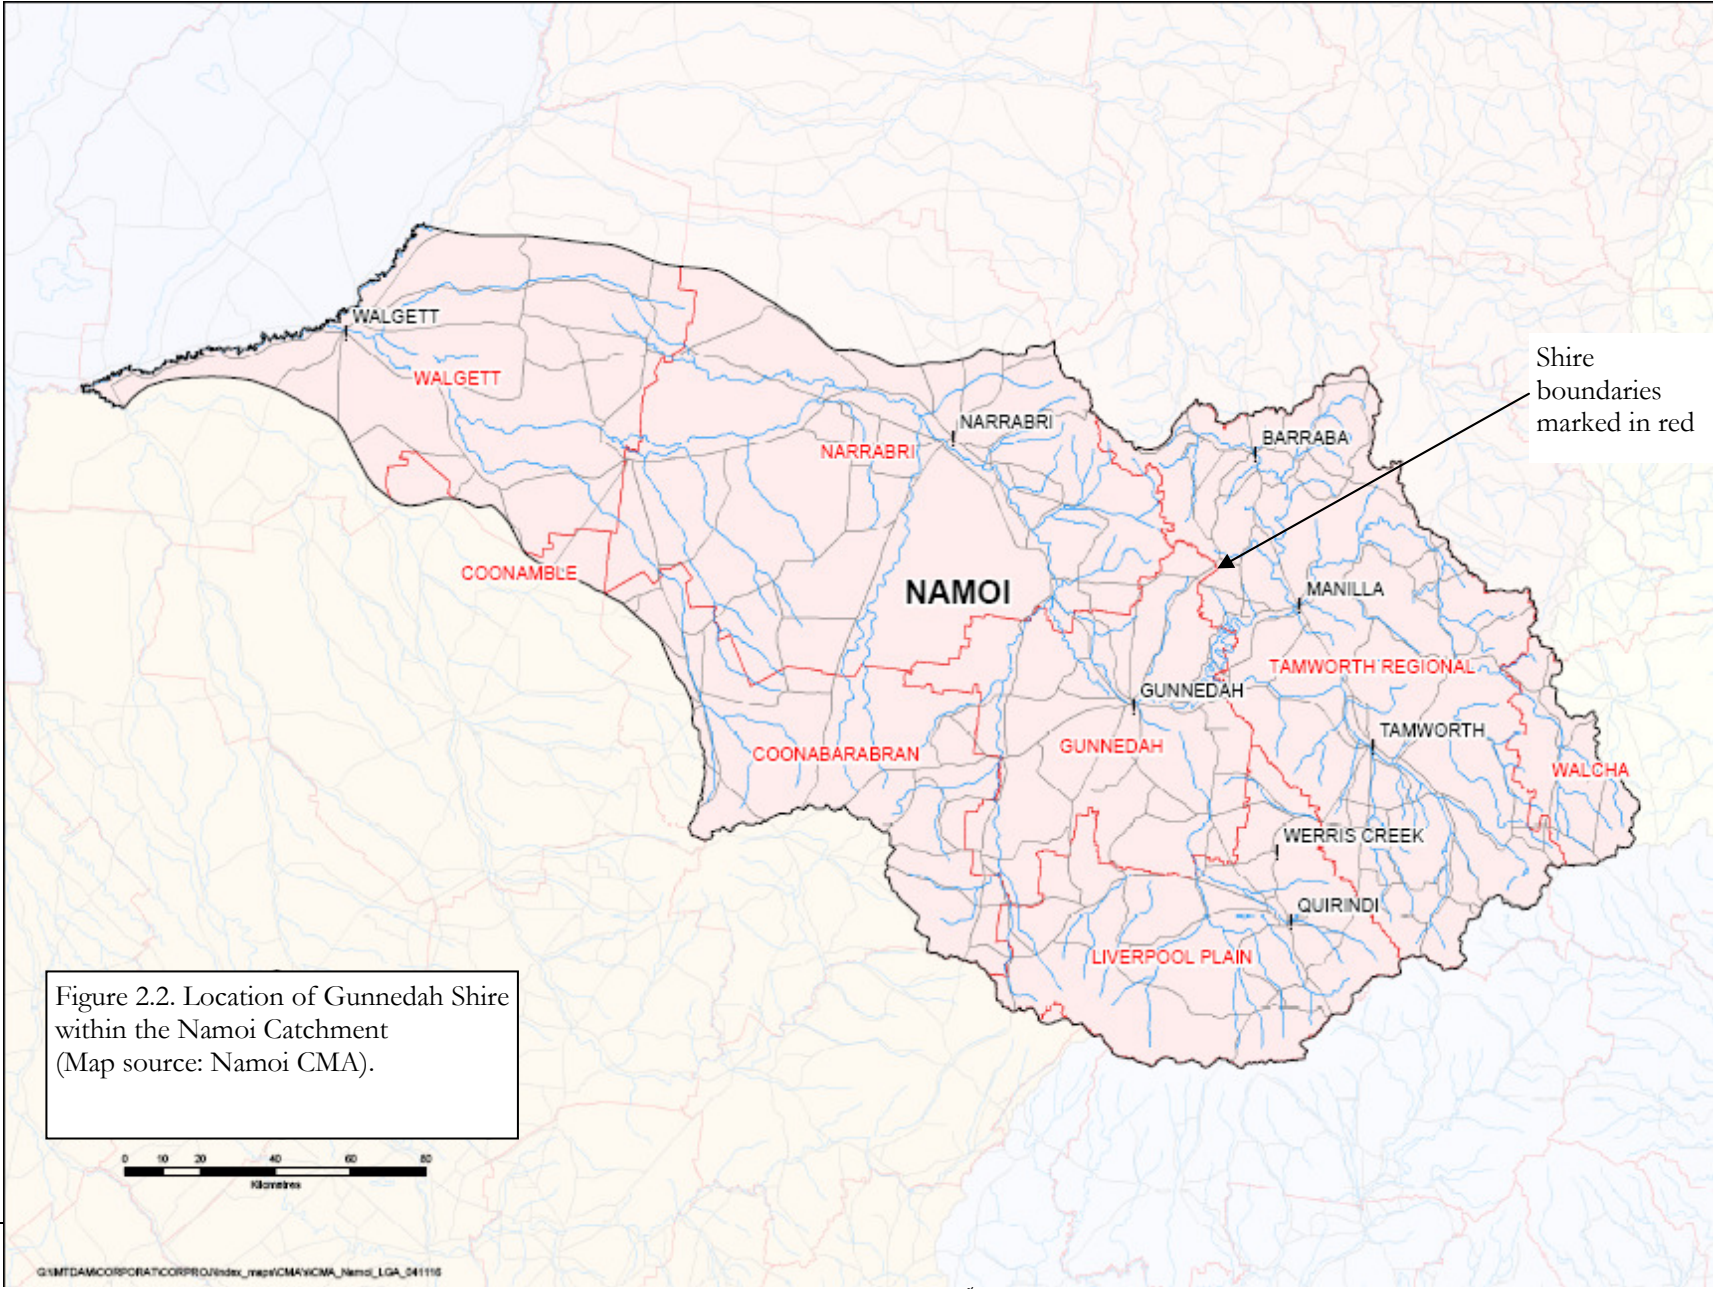 WALGETT
WALGETT
Shire
boundaries
marked in red
NARRABRI
NARRABRI
BARRABA
COONAMBLE
NAMOI
MANILLA
TAMWORTH REGIONAL
GUNNEDAH
TAMWORTH
GUNNEDAH
COONABARABRAN
WALCHA
WERRIS CREEK
QUIRINDI
LIVERPOOL PLAIN
Figure 2.2. Location of Gunnedah Shire
within the Namoi Catchment
(Map source: Namoi CMA).
0 10 20 40 60 80
Kilometres